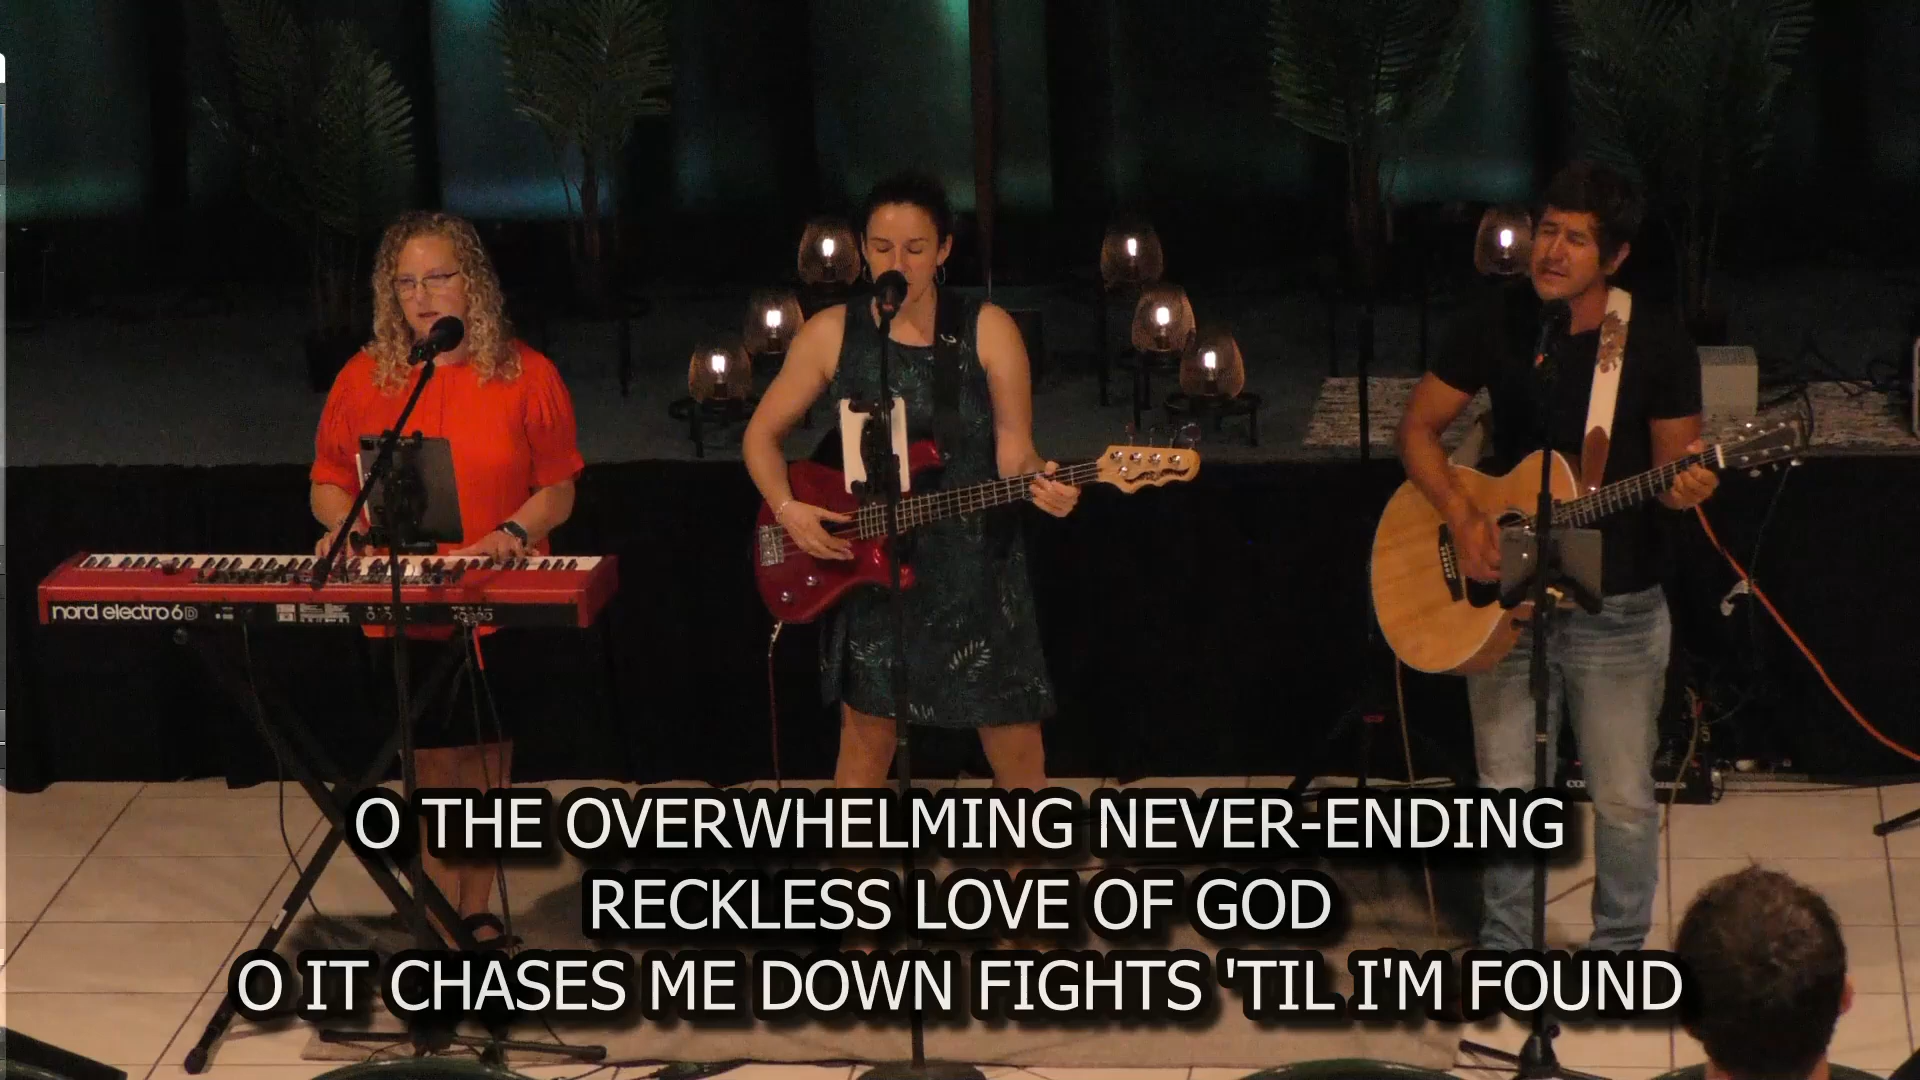 nord electro 6D
O THE OVERWHELMING NEVER-ENDING
RECKLESS LOVE OF GOD
O IT CHASES ME DOWN FIGHTS 'TIL I'M FOUND